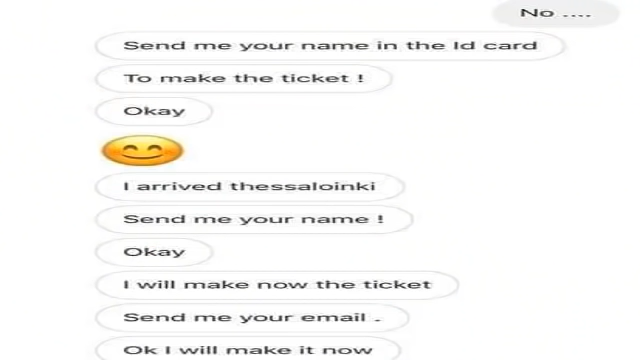 No ....
Send me your name in the Id card
To make the ticket !
Okay
I arrived thessaloinki
Send me your name !
Okay
I will make now the ticket
Send me your email .
Ok I will make it now